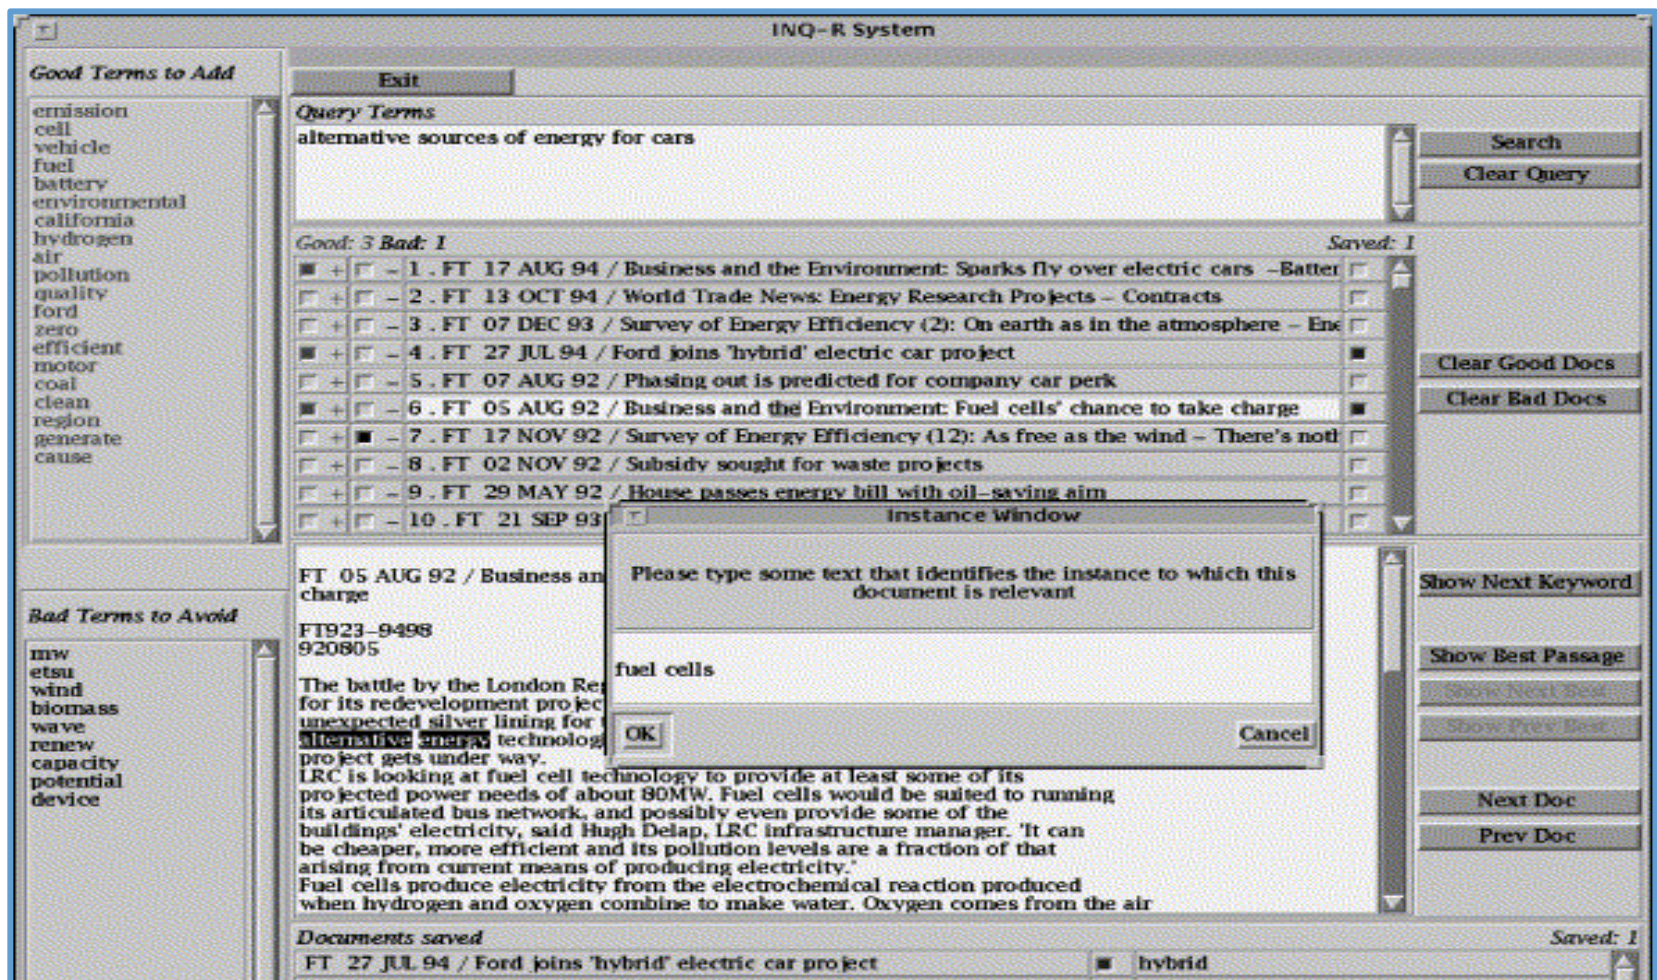 INQ-R System
Good Terms to Add
emission
cell
vehicle
fuel
battery
environmental
california
hydrogen
air
pollution
quality
ford
zero
efficient
motor
coal
clean
region
generate
cause
Bad Terms to Avoid
mw
etsu
wind
biomass
wave
renew
capacity
potential
device
Exit
Query Terms
alternative sources of energy for cars
Search
Clear Query
Good: 3 Bad: 1 Saved: 1
+ - 1 . FT 17 AUG 94 / Business and the Environment: Sparks fly over electric cars -Batter
+ - 2 . FT 13 OCT 94 / World Trade News: Energy Research Projects - Contracts
+ - 3 . FT 07 DEC 93 / Survey of Energy Efficiency (2): On earth as in the atmosphere - Ene
+ - 4 . FT 27 JUL 94 / Ford joins 'hybrid' electric car project
+ - 5 . FT 07 AUG 92 / Phasing out is predicted for company car perk
+ - 6 . FT 05 AUG 92 / Business and the Environment: Fuel cells' chance to take charge
+ - 7 . FT 17 NOV 92 / Survey of Energy Efficiency (12): As free as the wind - There's noth
+ - 8 . FT 02 NOV 92 / Subsidy sought for waste projects
+ - 9 . FT 29 MAY 92 / House passes energy bill with oil-saving aim
+ - 10 . FT 21 SEP 93
Clear Good Docs
Clear Bad Docs
Instance Window
Please type some text that identifies the instance to which this
document is relevant
fuel cells
OK Cancel
FT 05 AUG 92 / Business an
charge
FT923-9498
920805
The battle by the London Re
for its redevelopment projec
unexpected silver lining for
alternative energy technolog
project gets under way.
LRC is looking at fuel cell technology to provide at least some of its
projected power needs of about 80MW. Fuel cells would be suited to running
its articulated bus network, and possibly even provide some of the
buildings' electricity, said Hugh Delap, LRC infrastructure manager. 'It can
be cheaper, more efficient and its pollution levels are a fraction of that
arising from current means of producing electricity.'
Fuel cells produce electricity from the electrochemical reaction produced
when hydrogen and oxygen combine to make water. Oxygen comes from the air
Show Next Keyword
Show Best Passage
Show Next Best
Show Prev Best
Next Doc
Prev Doc
Documents saved Saved: 1
FT 27 JUL 94 / Ford joins 'hybrid' electric car project hybrid